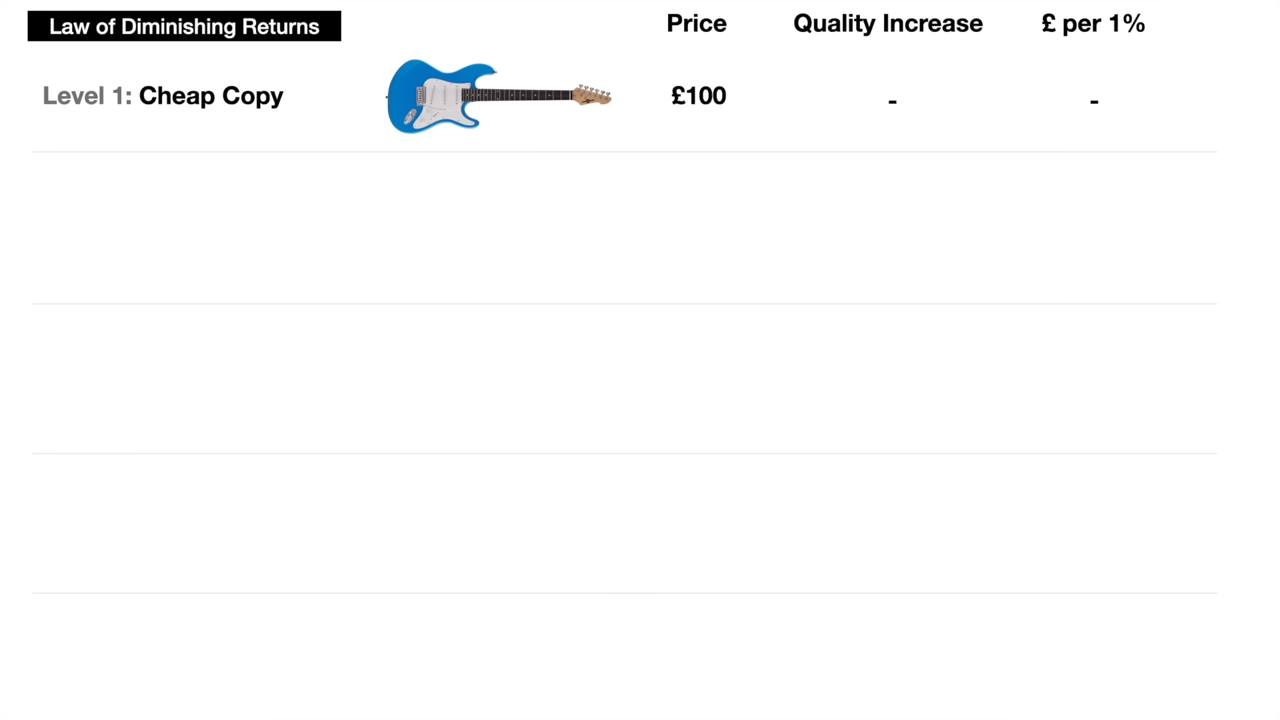 Law of Diminishing Returns Price Quality Increase £ per 1%
Level 1: Cheap Copy £100 - -